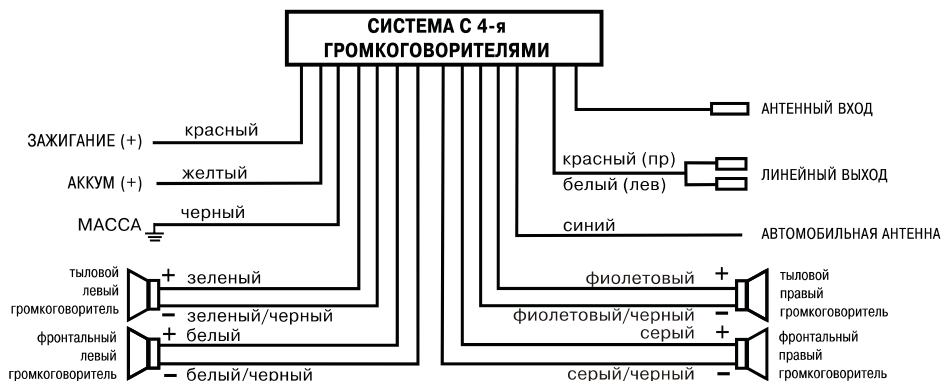 СИСТЕМА С 4-я
ГРОМКОГОВОРИТЕЛЯМИ
ЗАЖИГАНИЕ (+)
красный
АККУМ (+)
желтый
МАССА
черный
тыловой
левый
громкоговоритель
+ зеленый
− зеленый/черный
фронтальный
левый
громкоговоритель
+ белый
− белый/черный
АНТЕННЫЙ ВХОД
красный (пр)
белый (лев)
ЛИНЕЙНЫЙ ВЫХОД
синий
АВТОМОБИЛЬНАЯ АНТЕННА
фиолетовый +
фиолетовый/черный −
тыловой
правый
громкоговоритель
серый +
серый/черный −
фронтальный
правый
громкоговоритель